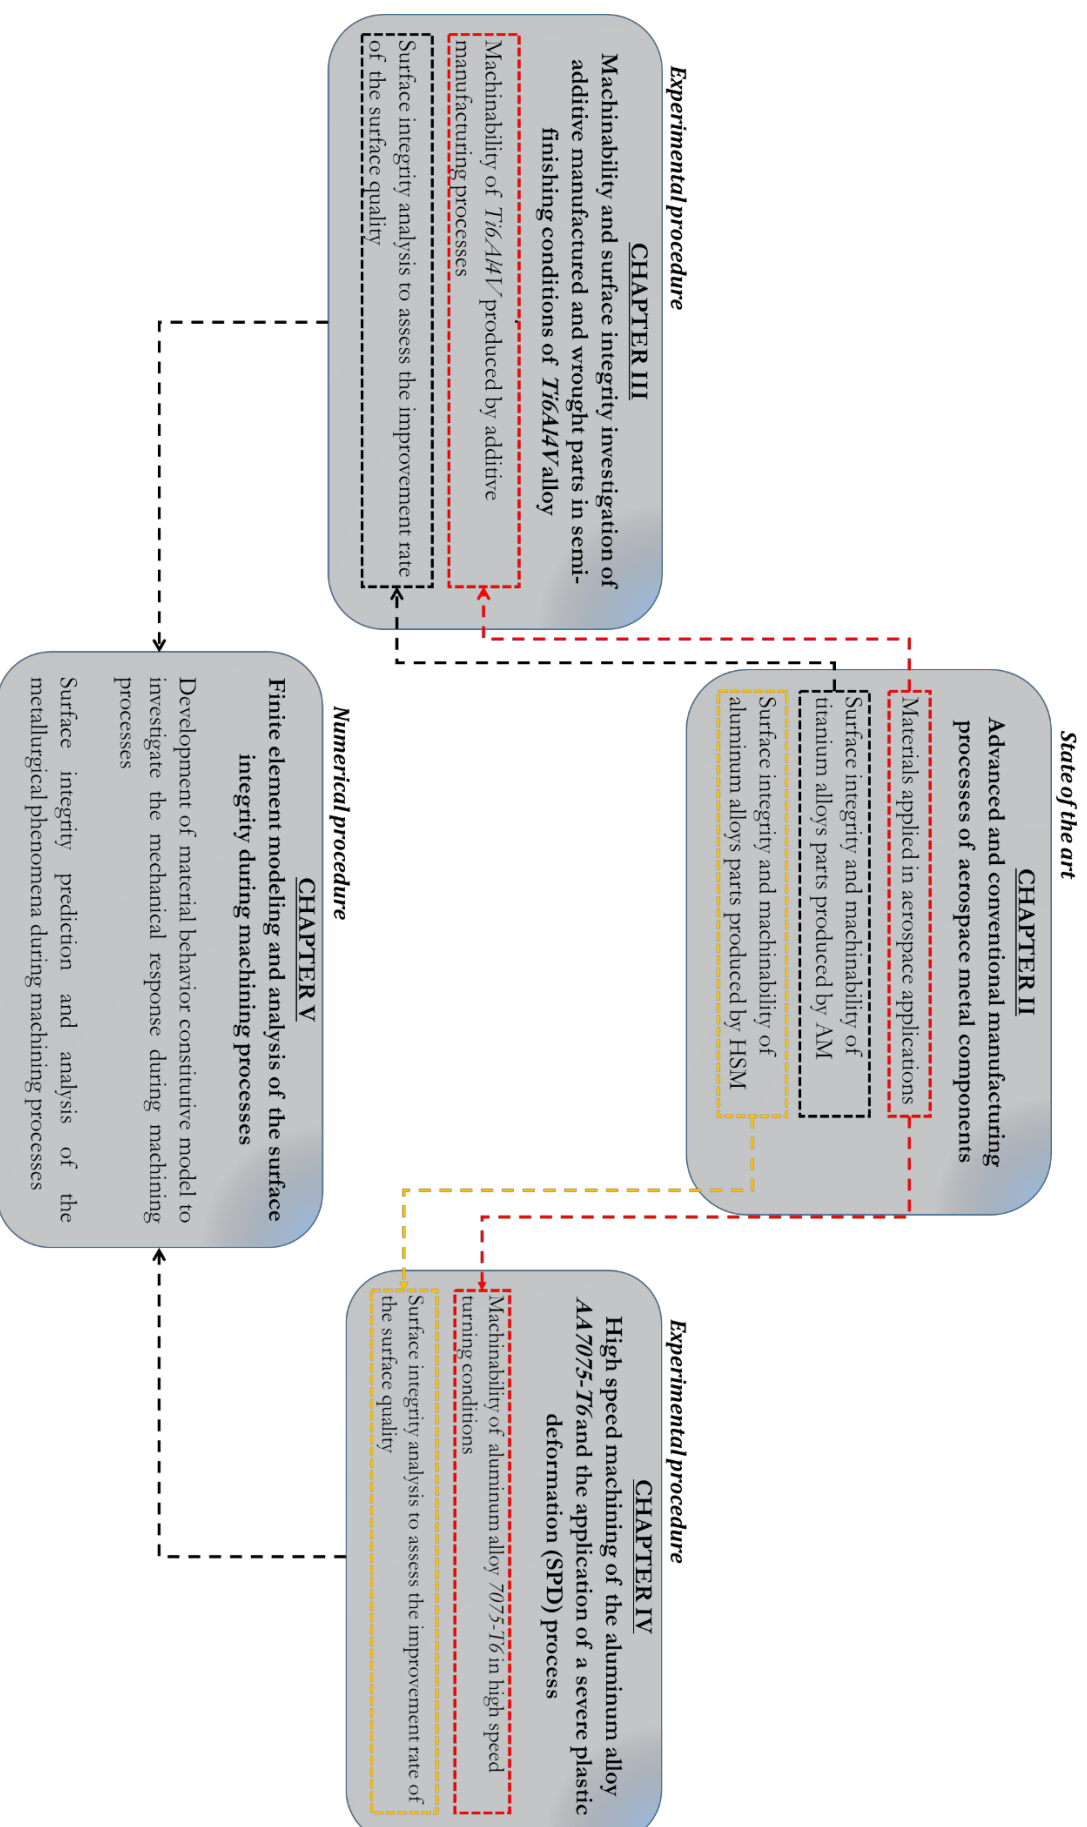 State of the art
CHAPTER II
Advanced and conventional manufacturing
processes of aerospace metal components
Materials applied in aerospace applications
Surface integrity and machinability of
titanium alloys parts produced by AM
Surface integrity and machinability of
aluminum alloys parts produced by HSM
Experimental procedure
CHAPTER III
Machinability and surface integrity investigation of
additive manufactured and wrought parts in semi-
finishing conditions of Ti6Al4V alloy
Machinability of Ti6Al4V produced by additive
manufacturing processes
Surface integrity analysis to assess the improvement rate
of the surface quality
Experimental procedure
CHAPTER IV
High speed machining of the aluminum alloy
AA7075-T6 and the application of a severe plastic
deformation (SPD) process
Machinability of aluminum alloy 7075-T6 in high speed
turning conditions
Surface integrity analysis to assess the improvement rate of
the surface quality
Numerical procedure
CHAPTER V
Finite element modeling and analysis of the surface
integrity during machining processes
Development of material behavior constitutive model to
investigate the mechanical response during machining
processes
Surface integrity prediction and analysis of the
metallurgical phenomena during machining processes